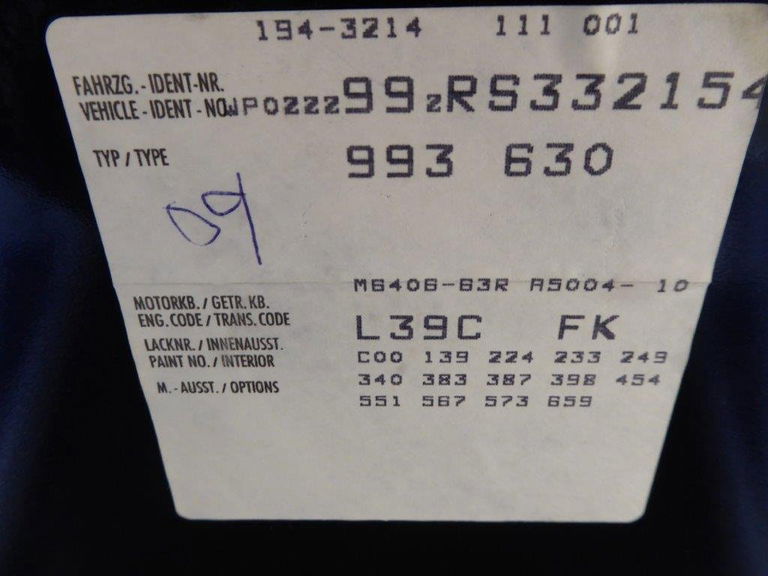 194-3214 111 001
FAHRZG.-IDENT-NR.
VEHICLE-IDENT-NO. WP0ZZZ99ZRS332154
TYP / TYPE 993 630
09
M6406-63R A5004- 10
MOTORKB. / GETR. KB.
ENG. CODE / TRANS. CODE
L39C FK
LACKNR. / INNENAUSST.
PAINT NO. / INTERIOR
C00 139 224 233 249
340 383 387 398 454
M.-AUSST. / OPTIONS
551 567 573 659